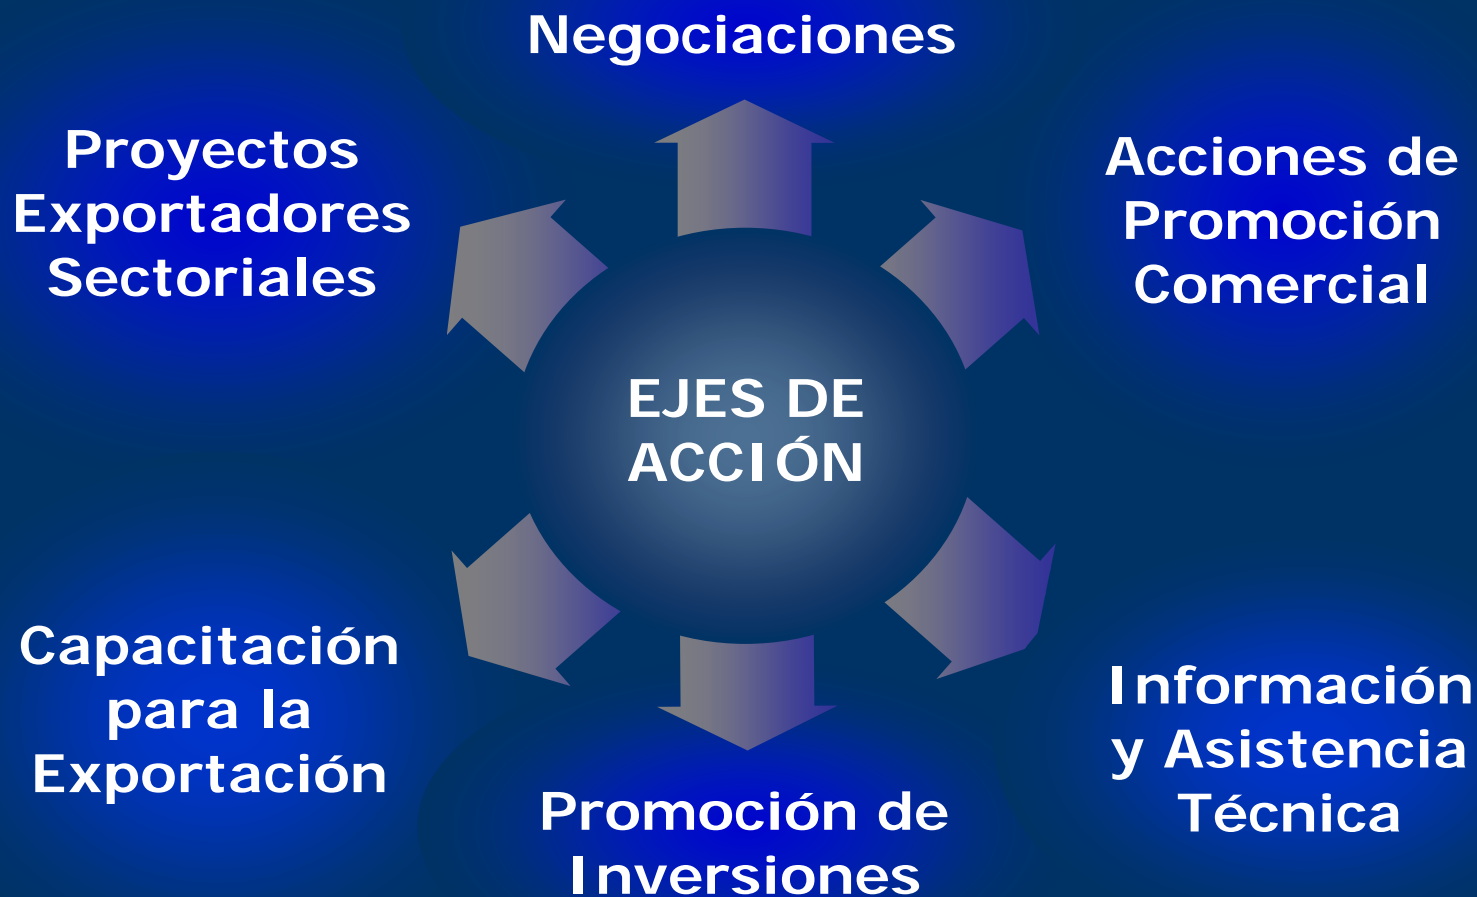 Negociaciones
Proyectos
Exportadores
Sectoriales
Acciones de
Promoción
Comercial
EJES DE
ACCIÓN
Capacitación
para la
Exportación
Información
y Asistencia
Técnica
Promoción de
Inversiones